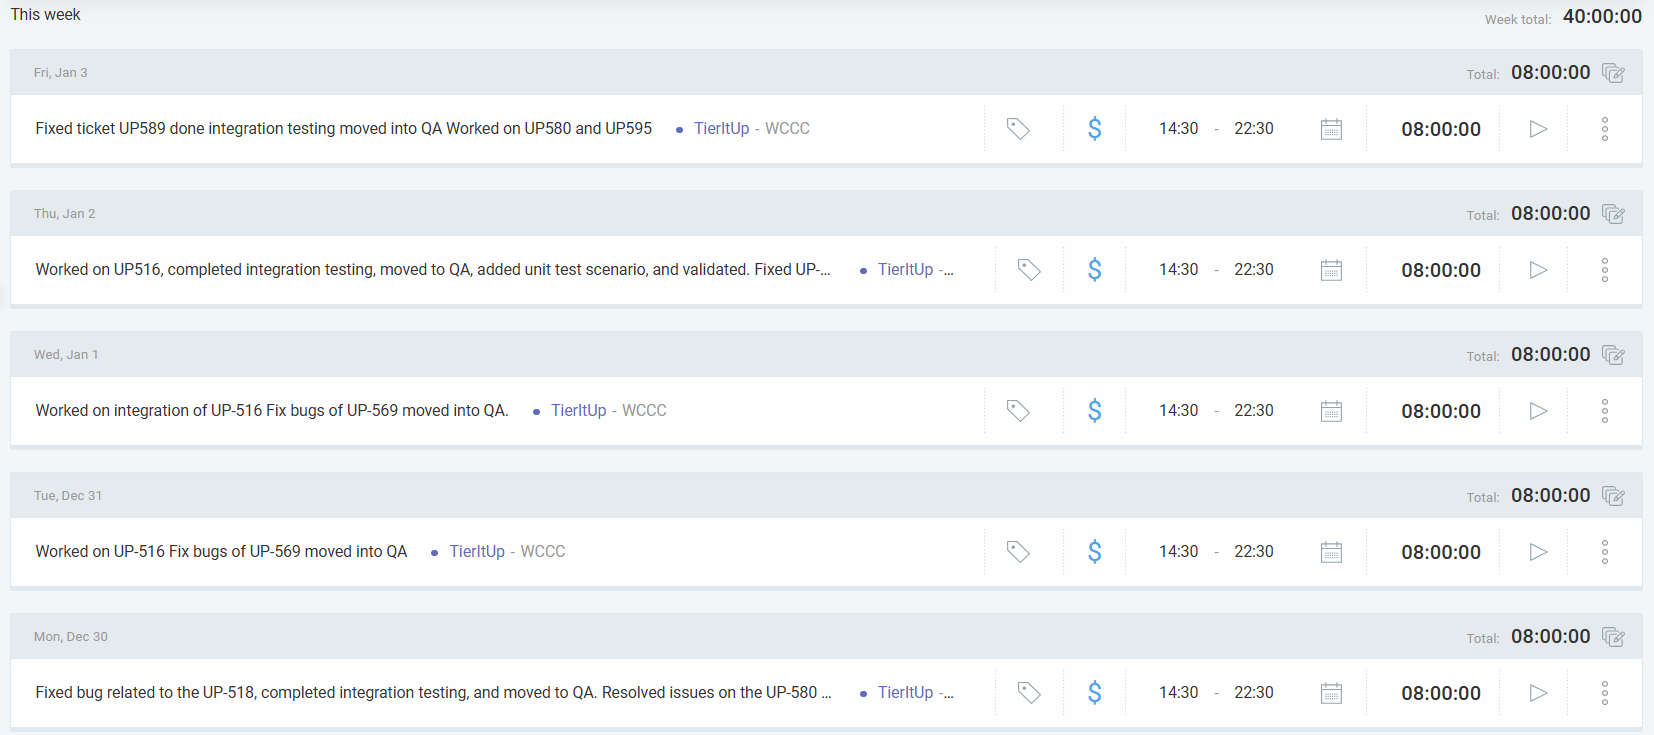 This week Week total: 40:00:00
Fri, Jan 3 Total: 08:00:00
Fixed ticket UP589 done integration testing moved into QA Worked on UP580 and UP595 • TierItUp - WCCC $ 14:30 - 22:30 08:00:00
Thu, Jan 2 Total: 08:00:00
Worked on UP516, completed integration testing, moved to QA, added unit test scenario, and validated. Fixed UP-... • TierItUp -... $ 14:30 - 22:30 08:00:00
Wed, Jan 1 Total: 08:00:00
Worked on integration of UP-516 Fix bugs of UP-569 moved into QA. • TierItUp - WCCC $ 14:30 - 22:30 08:00:00
Tue, Dec 31 Total: 08:00:00
Worked on UP-516 Fix bugs of UP-569 moved into QA • TierItUp - WCCC $ 14:30 - 22:30 08:00:00
Mon, Dec 30 Total: 08:00:00
Fixed bug related to the UP-518, completed integration testing, and moved to QA. Resolved issues on the UP-580 ... • TierItUp -... $ 14:30 - 22:30 08:00:00